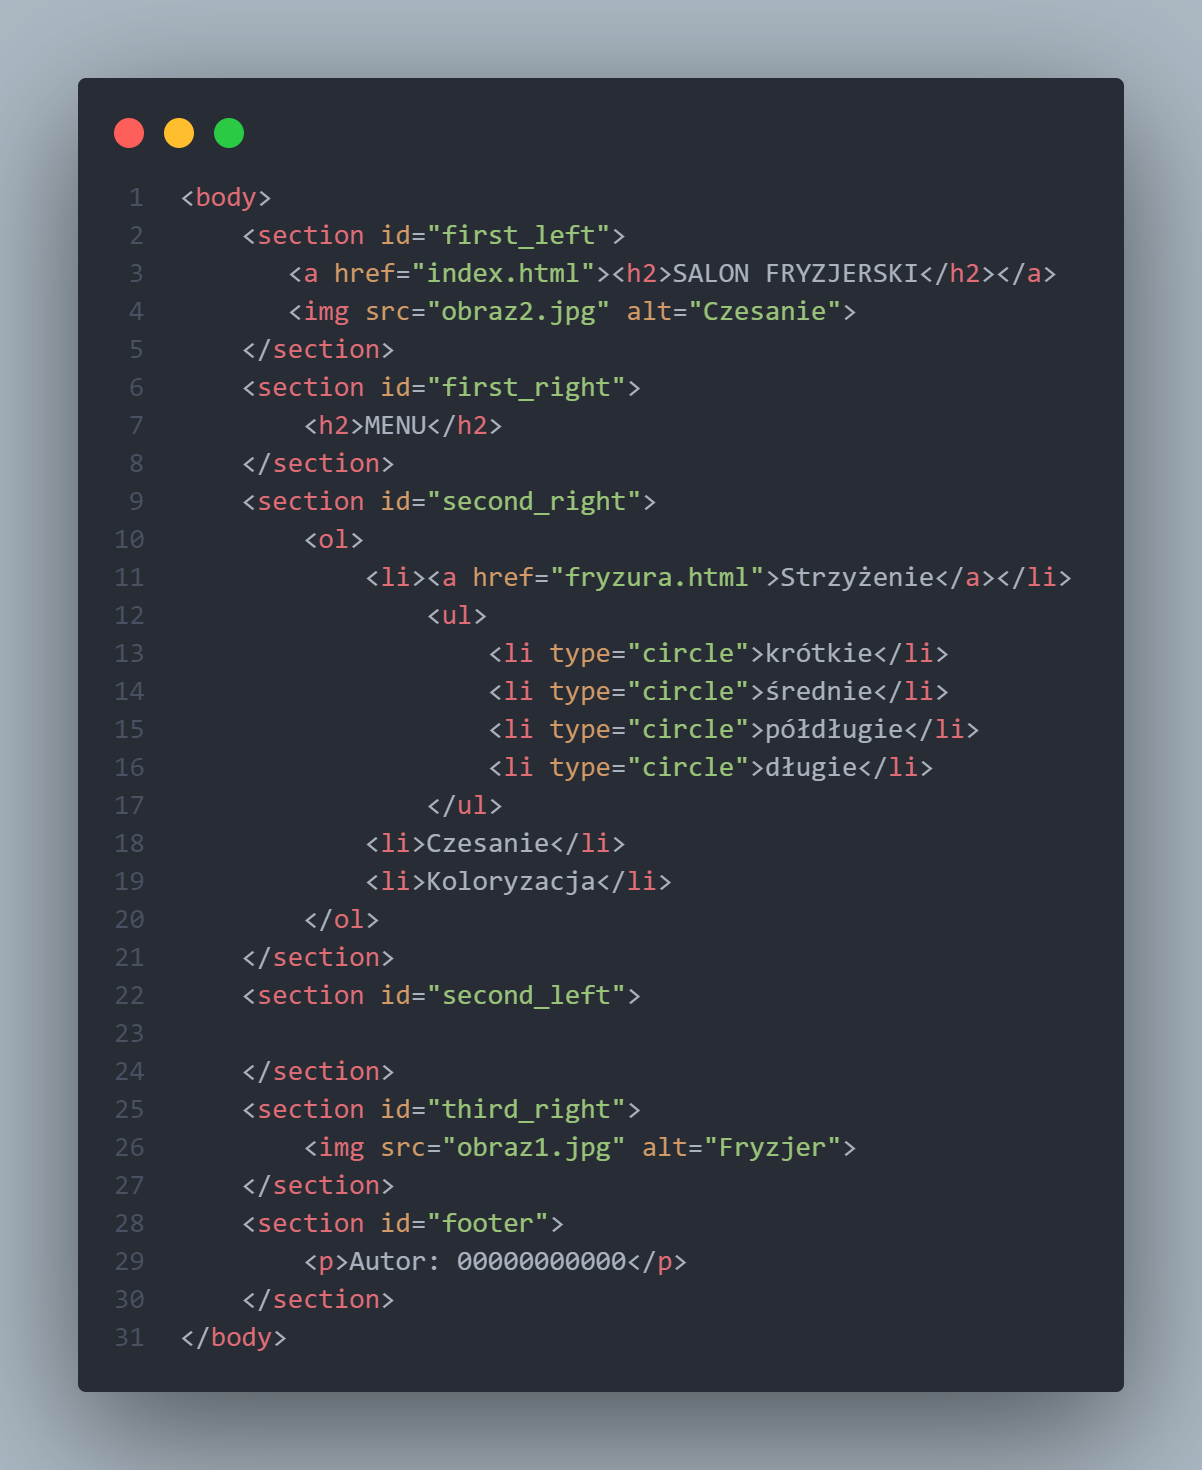 1 <body>
2     <section id="first_left">
3        <a href="index.html"><h2>SALON FRYZJERSKI</h2></a>
4        <img src="obraz2.jpg" alt="Czesanie">
5     </section>
6     <section id="first_right">
7         <h2>MENU</h2>
8     </section>
9     <section id="second_right">
10         <ol>
11             <li><a href="fryzura.html">Strzyżenie</a></li>
12                 <ul>
13                     <li type="circle">krótkie</li>
14                     <li type="circle">średnie</li>
15                     <li type="circle">półdługie</li>
16                     <li type="circle">długie</li>
17                 </ul>
18             <li>Czesanie</li>
19             <li>Koloryzacja</li>
20         </ol>
21     </section>
22     <section id="second_left">
23
24     </section>
25     <section id="third_right">
26         <img src="obraz1.jpg" alt="Fryzjer">
27     </section>
28     <section id="footer">
29         <p>Autor: 00000000000</p>
30     </section>
31 </body>